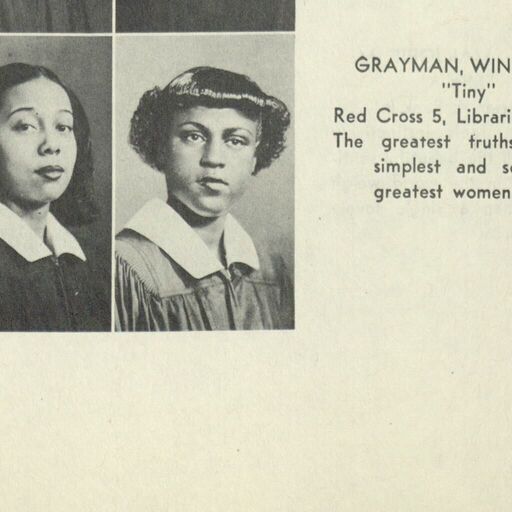 GRAYMAN, WIN
"Tiny"
Red Cross 5, Librari
The greatest truths
simplest and s
greatest women